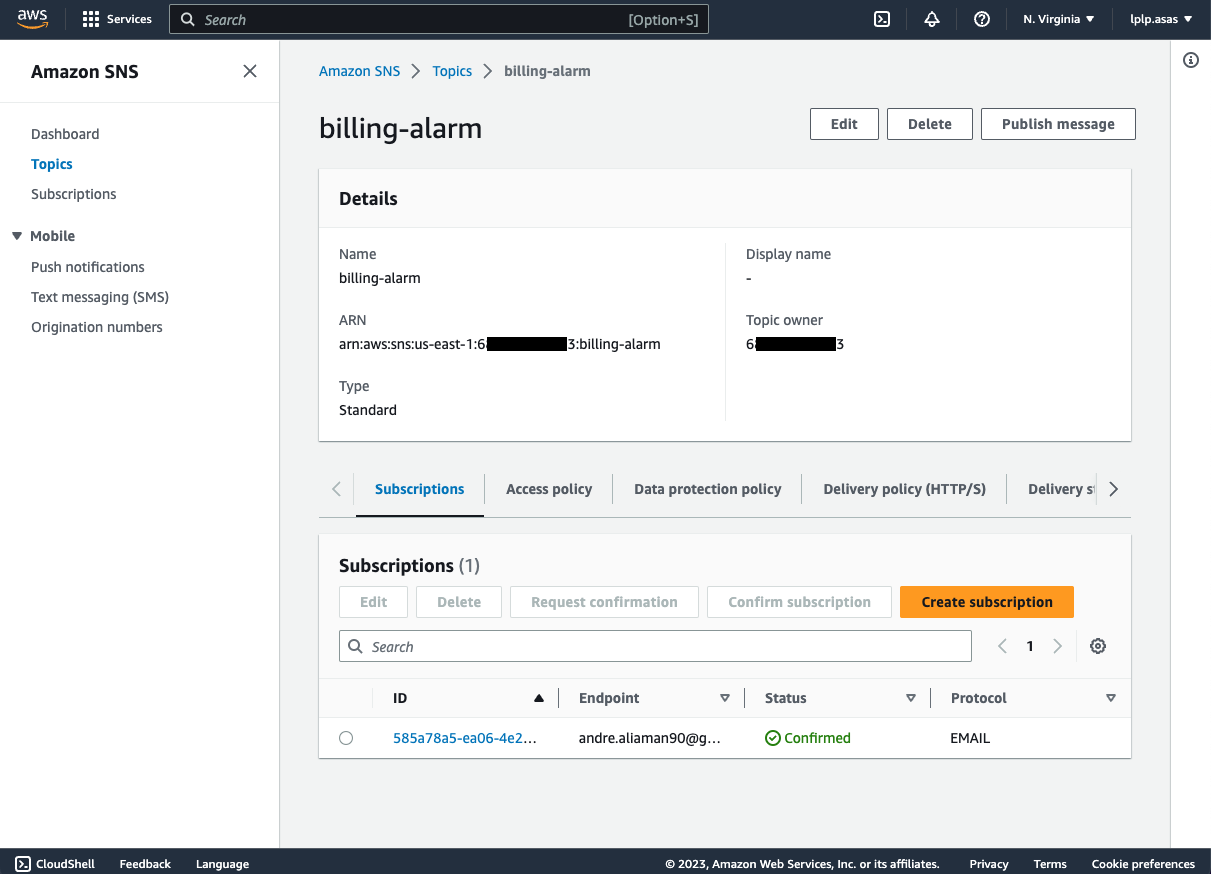 aws
Services
Search [Option+S]
N. Virginia
lplp.asas
Amazon SNS
Dashboard
Topics
Subscriptions
Mobile
Push notifications
Text messaging (SMS)
Origination numbers
Amazon SNS > Topics > billing-alarm
billing-alarm
Edit
Delete
Publish message
Details
Name
billing-alarm
Display name
-
ARN
arn:aws:sns:us-east-1:6 3:billing-alarm
Topic owner
6 3
Type
Standard
Subscriptions
Access policy
Data protection policy
Delivery policy (HTTP/S)
Delivery
Subscriptions (1)
Edit
Delete
Request confirmation
Confirm subscription
Create subscription
Search
1
ID
Endpoint
Status
Protocol
585a78a5-ea06-4e2...
andre.aliaman90@g...
Confirmed
EMAIL
CloudShell
Feedback
Language
© 2023, Amazon Web Services, Inc. or its affiliates.
Privacy
Terms
Cookie preferences